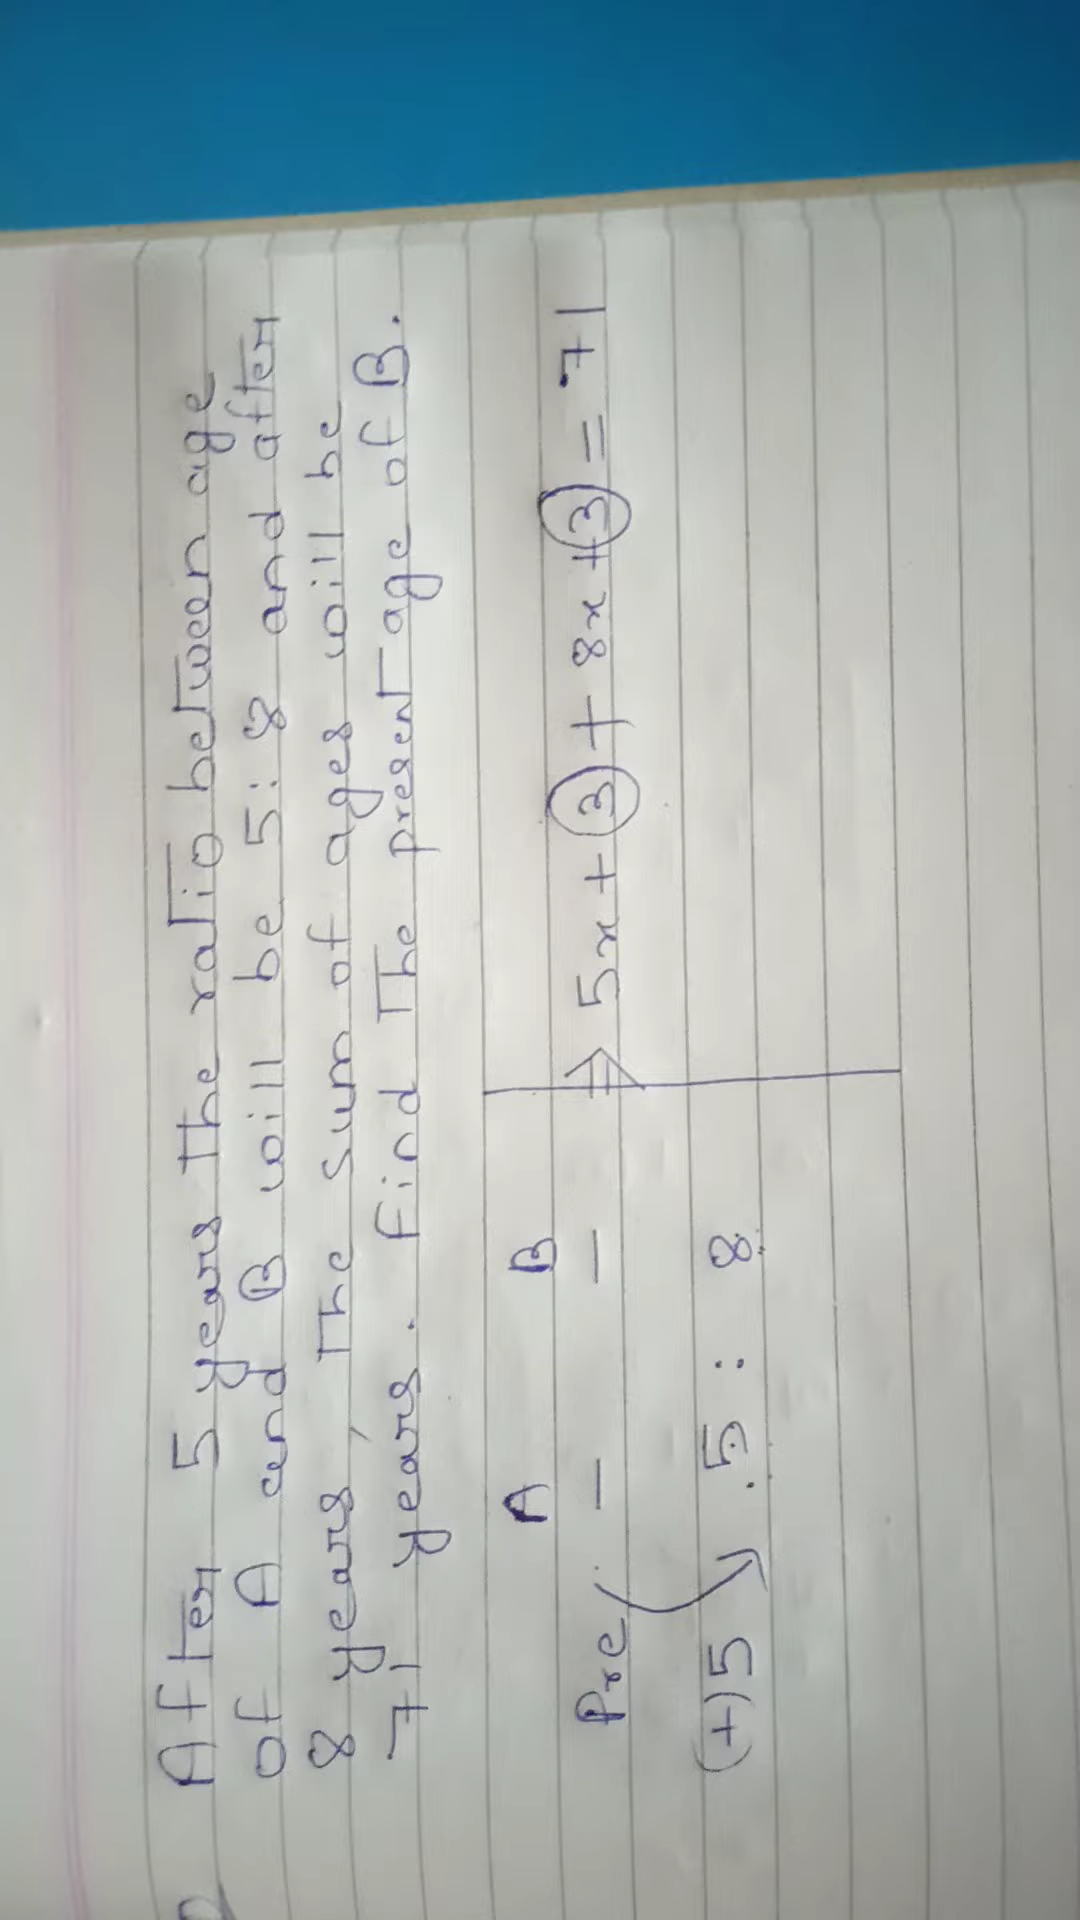 After 5 years the ratio between age
of A and B will be 5:8 and after
8 years, the sum of ages will be
71 years. Find the present age of B.
A B
Pre - - ⇒ 5x + 3 + 8x + 3 = 71
(+)5 5 : 8